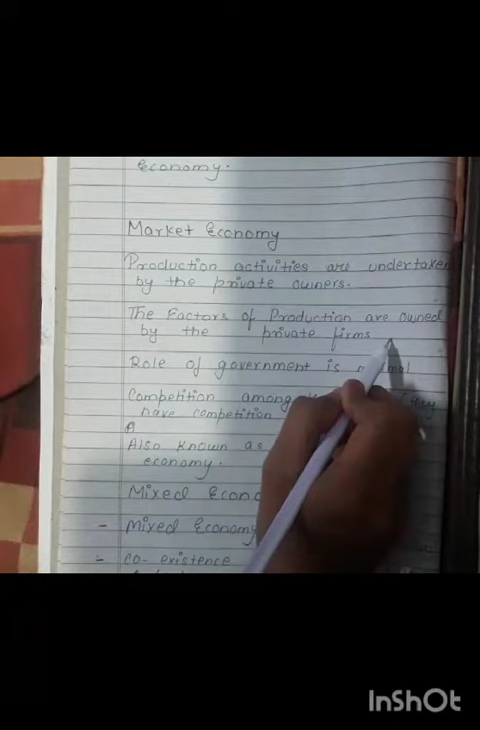 Economy.
Market Economy
Production activities are undertaken
by the private owners.
The Factors of Production are owned
by the private firms
Role of government is
Competition among
have competition
Also known as
economy.
Mixed
- Mixed Economy
- co-existence
InShOt